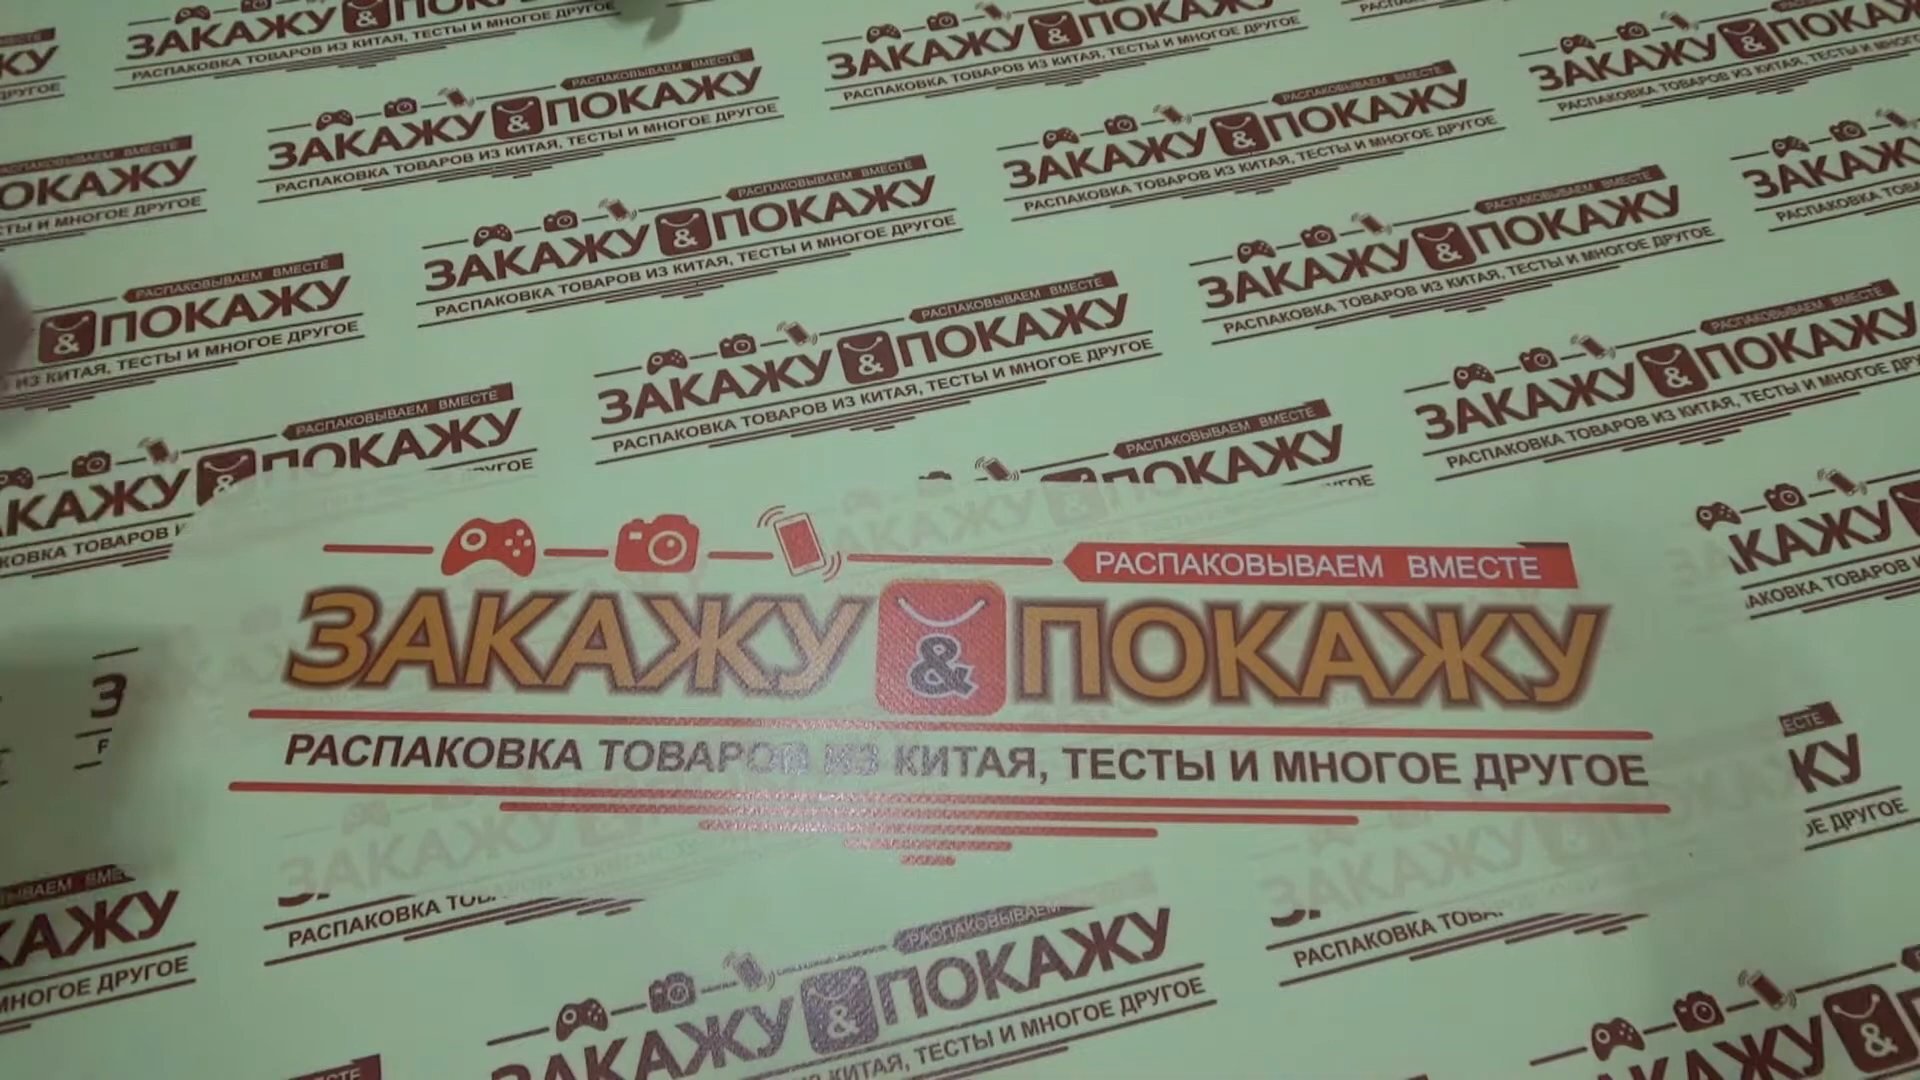 РАСПАКОВЫВАЕМ ВМЕСТЕ
ЗАКАЖУ & ПОКАЖУ
РАСПАКОВКА ТОВАРОВ ИЗ КИТАЯ, ТЕСТЫ И МНОГОЕ ДРУГОЕ